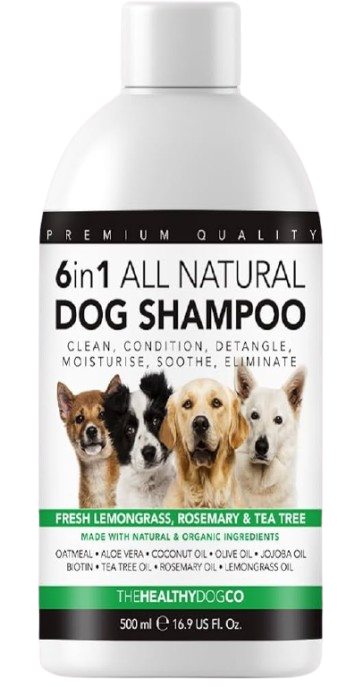 PREMIUM QUALITY
6in1 ALL NATURAL
DOG SHAMPOO
CLEAN, CONDITION, DETANGLE,
MOISTURISE, SOOTHE, ELIMINATE
FRESH LEMONGRASS, ROSEMARY & TEA TREE
MADE WITH NATURAL & ORGANIC INGREDIENTS
OATMEAL • ALOE VERA • COCONUT OIL • OLIVE OIL • JOJOBA OIL
BIOTIN • TEA TREE OIL • ROSEMARY OIL • LEMONGRASS OIL
THEHEALTHYDOGCO
500 ml ℮ 16.9 US Fl. Oz.